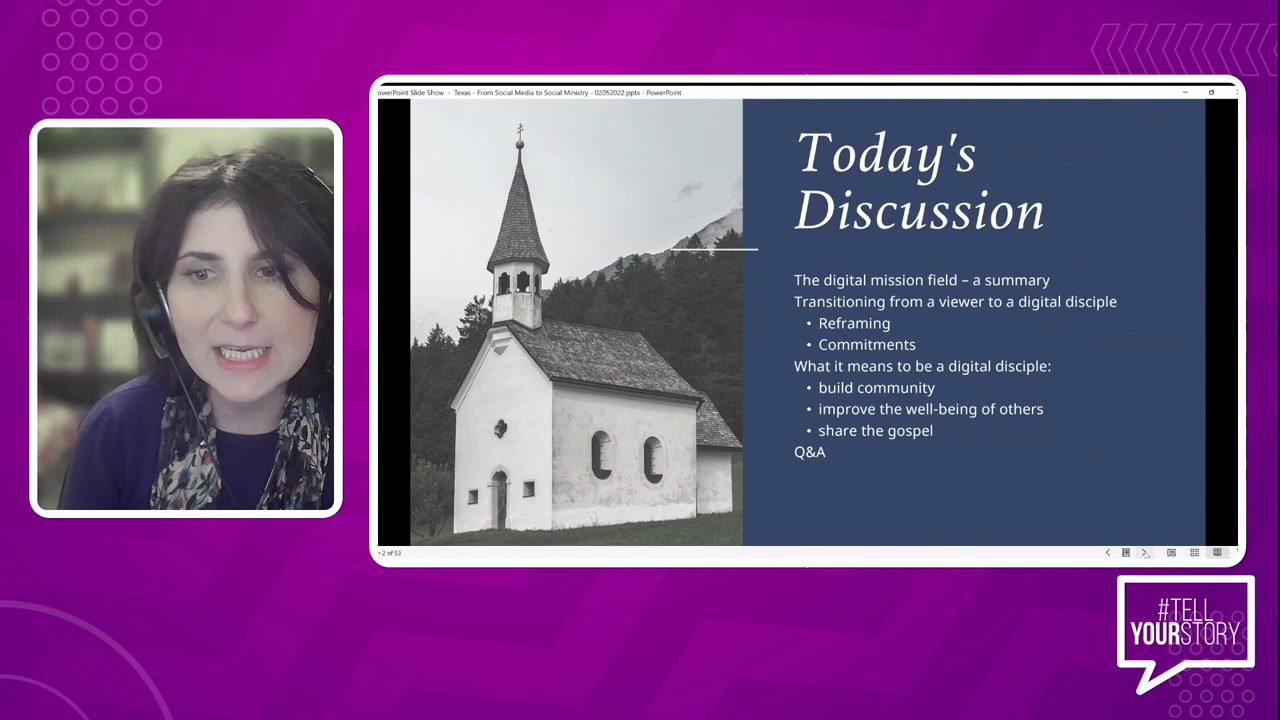 owerPoint Slide Show - Texas - From Social Media to Social Ministry - 02052022.pptx - PowerPoint
Today's
Discussion
The digital mission field – a summary
Transitioning from a viewer to a digital disciple
• Reframing
• Commitments
What it means to be a digital disciple:
• build community
• improve the well-being of others
• share the gospel
Q&A
2 of 53
#TELL
YOURSTORY